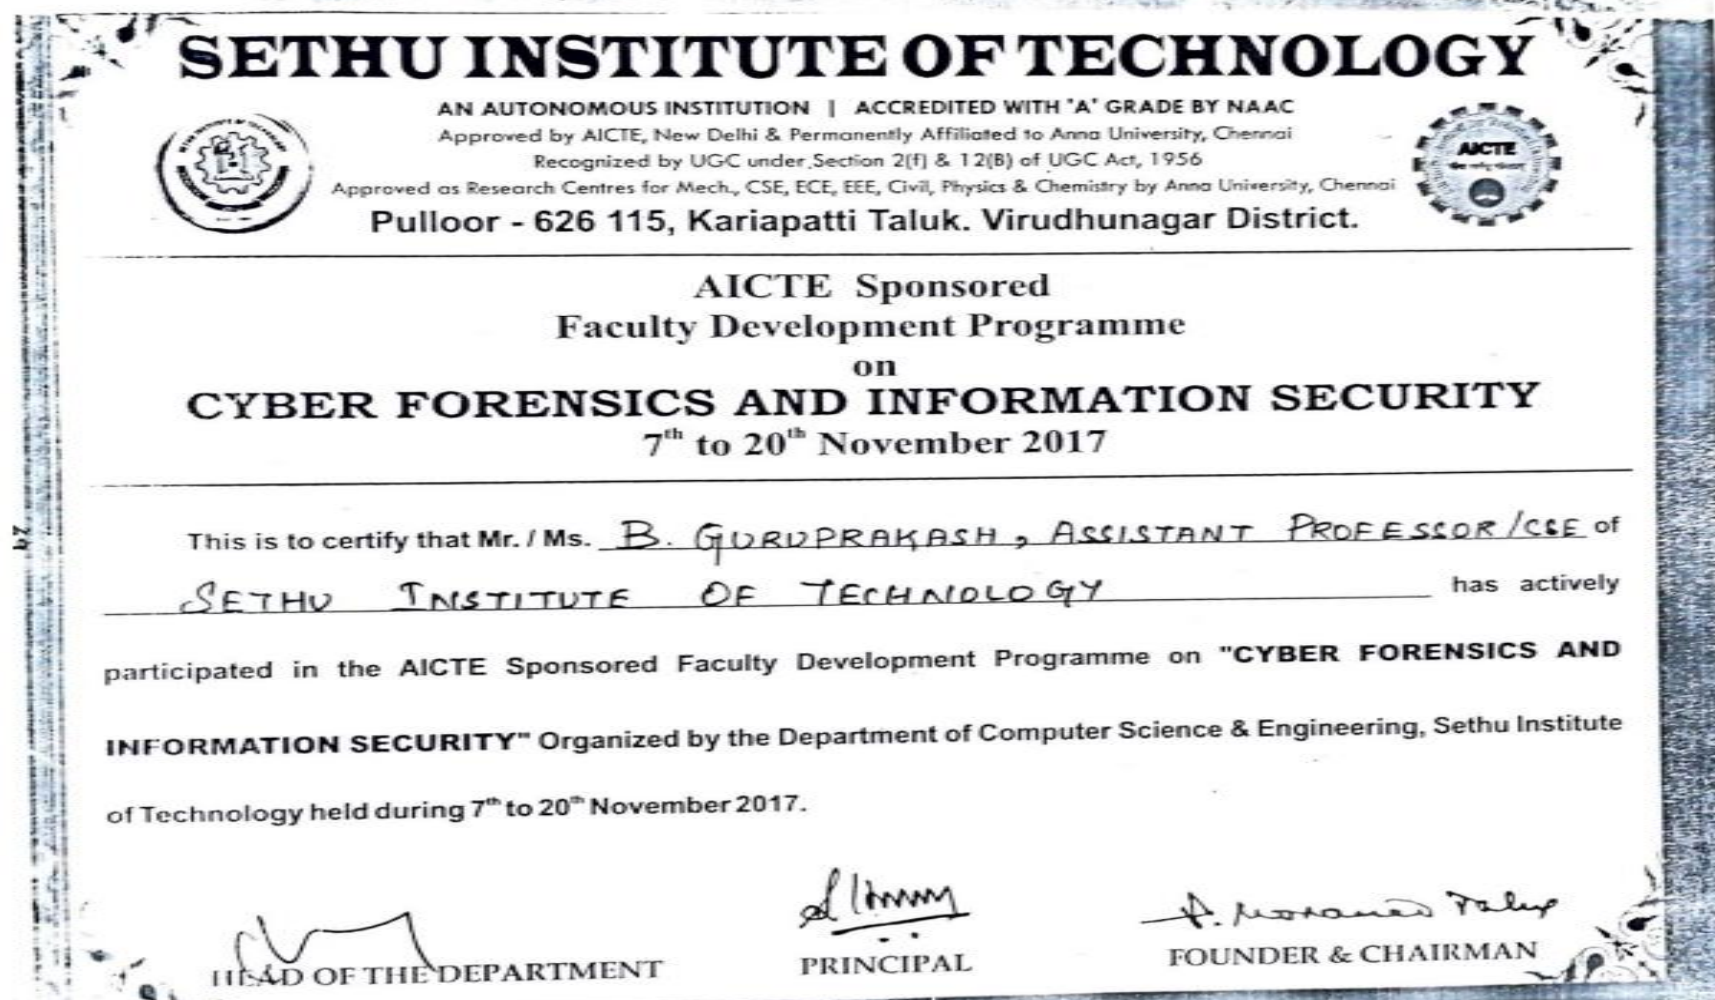 SETHU INSTITUTE OF TECHNOLOGY
AN AUTONOMOUS INSTITUTION | ACCREDITED WITH 'A' GRADE BY NAAC
Approved by AICTE, New Delhi & Permanently Affiliated to Anna University, Chennai
Recognized by UGC under Section 2(f) & 12(B) of UGC Act, 1956
Approved as Research Centres for Mech., CSE, ECE, EEE, Civil, Physics & Chemistry by Anna University, Chennai
Pulloor - 626 115, Kariapatti Taluk. Virudhunagar District.
AICTE
AICTE Sponsored
Faculty Development Programme
on
CYBER FORENSICS AND INFORMATION SECURITY
7th to 20th November 2017
This is to certify that Mr. / Ms. B. GURUPRAKASH, ASSISTANT PROFESSOR/CSE of
SETHU INSTITUTE OF TECHNOLOGY has actively
participated in the AICTE Sponsored Faculty Development Programme on "CYBER FORENSICS AND
INFORMATION SECURITY" Organized by the Department of Computer Science & Engineering, Sethu Institute
of Technology held during 7th to 20th November 2017.
HEAD OF THE DEPARTMENT
PRINCIPAL
FOUNDER & CHAIRMAN